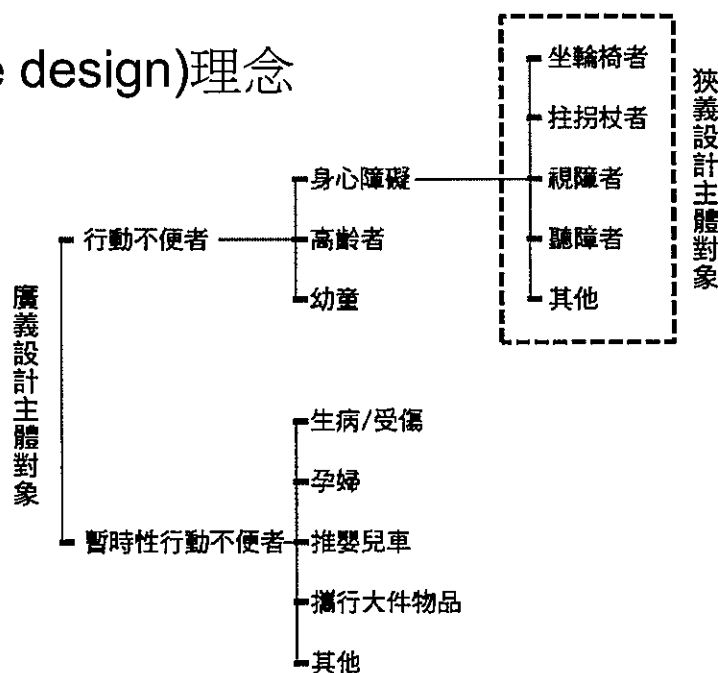 e design)理念
坐輪椅者
拄拐杖者
視障者
聽障者
其他
狹義設計主體對象
身心障礙
高齡者
幼童
行動不便者
廣義設計主體對象
生病/受傷
孕婦
推嬰兒車
攜行大件物品
其他
暫時性行動不便者